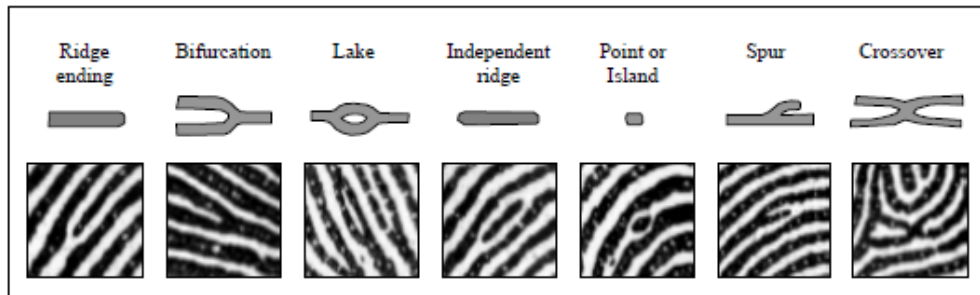 Ridge ending
Bifurcation
Lake
Independent ridge
Point or Island
Spur
Crossover